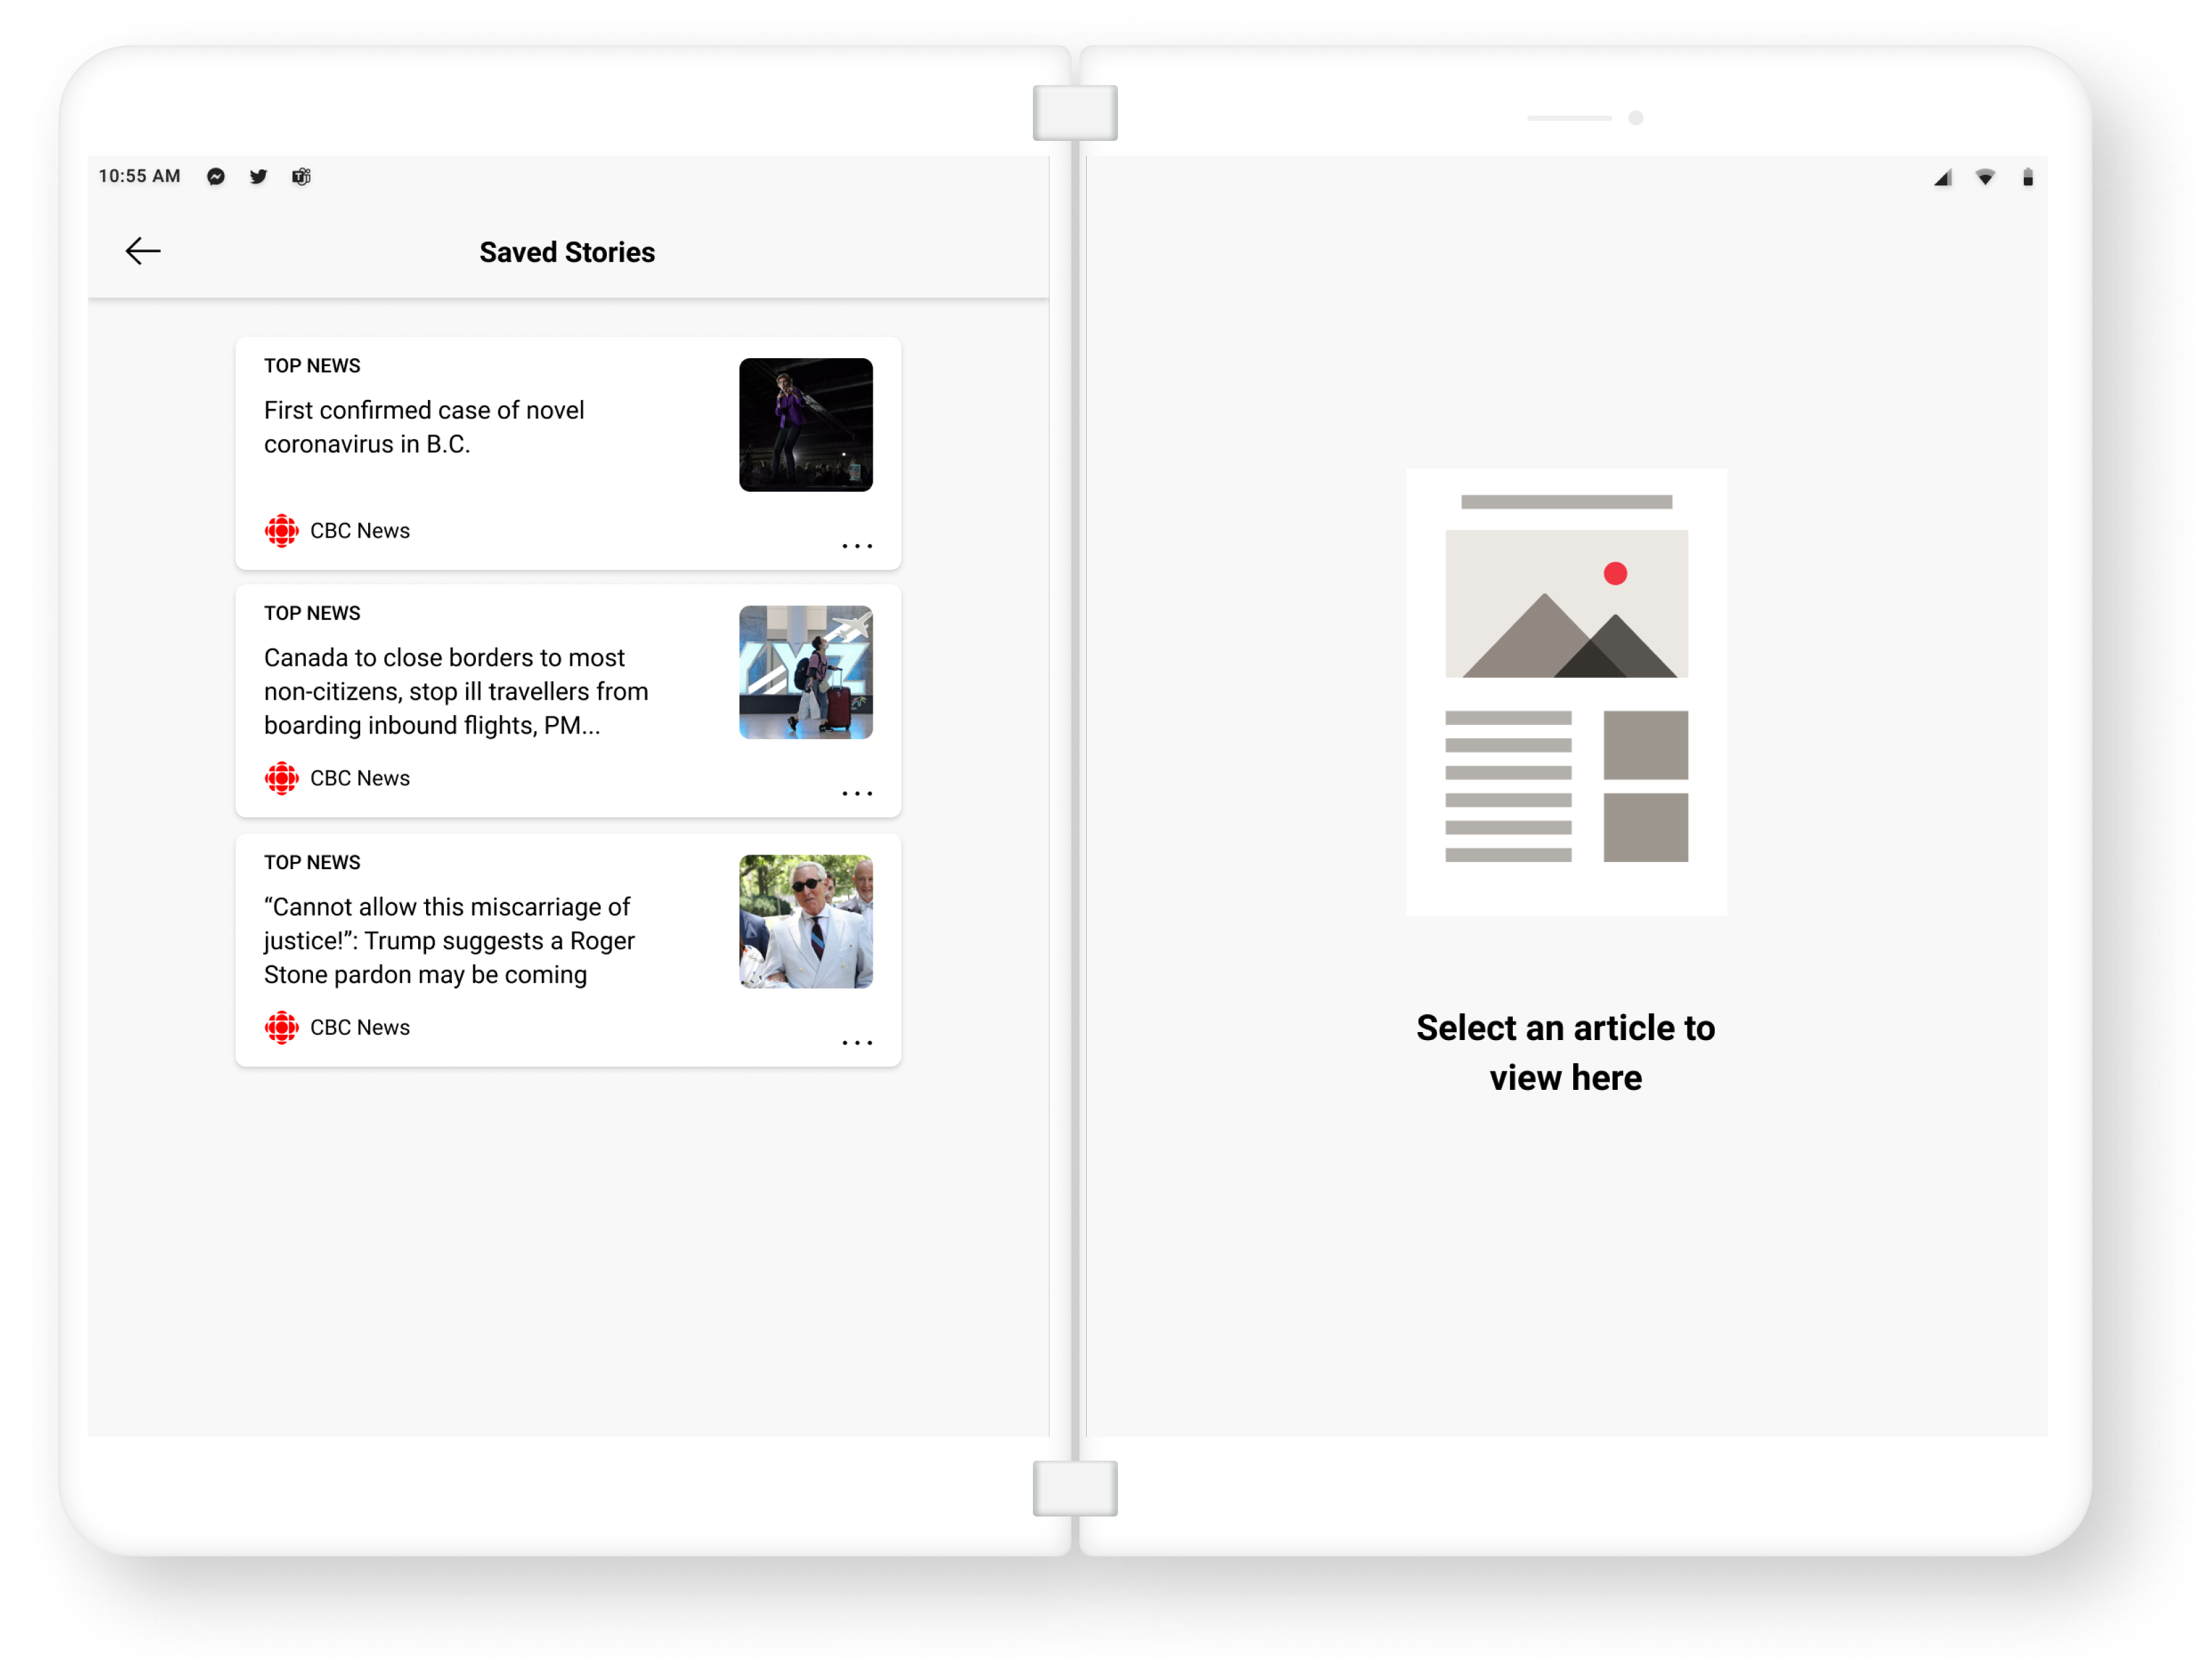 10:55 AM
Saved Stories
TOP NEWS
First confirmed case of novel
coronavirus in B.C.
CBC News
TOP NEWS
Canada to close borders to most
non-citizens, stop ill travellers from
boarding inbound flights, PM...
YYZ
CBC News
TOP NEWS
“Cannot allow this miscarriage of
justice!”: Trump suggests a Roger
Stone pardon may be coming
CBC News
Select an article to
view here